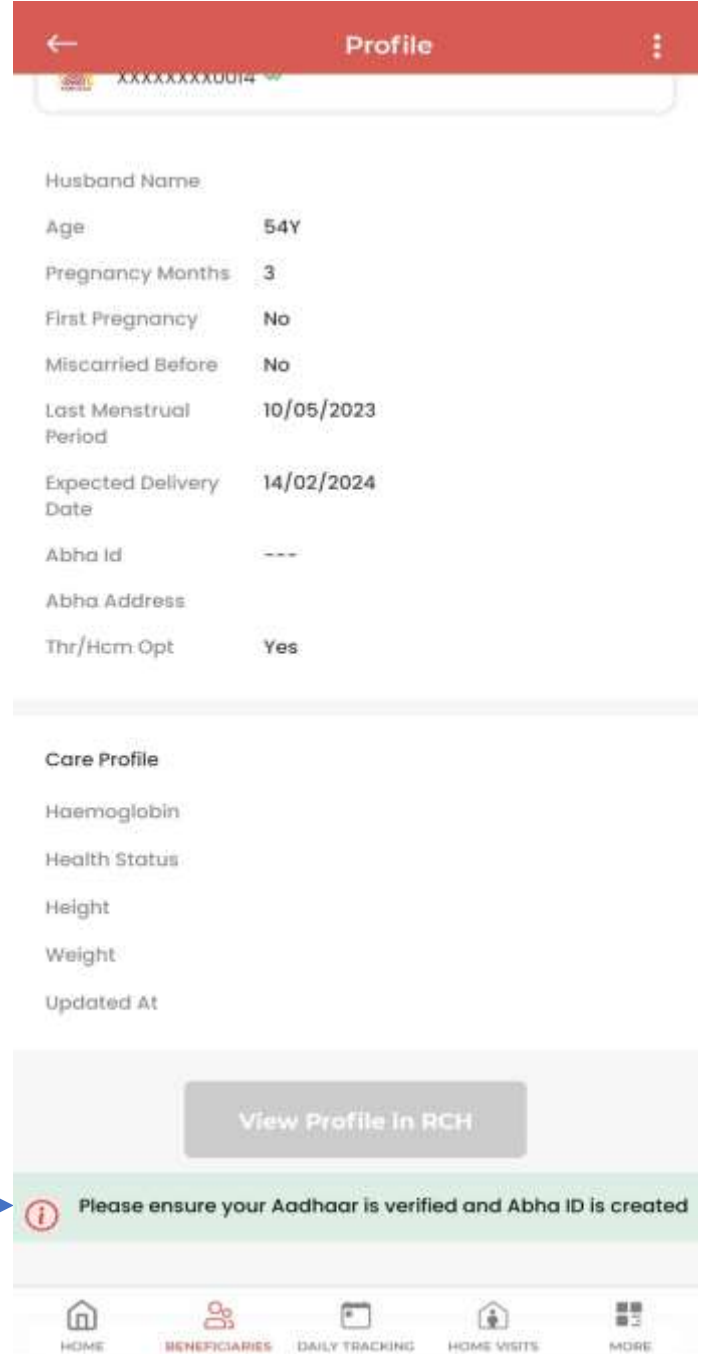 Profile
XXXXXXXX0014
Husband Name
Age 54Y
Pregnancy Months 3
First Pregnancy No
Miscarried Before No
Last Menstrual 10/05/2023
Period
Expected Delivery 14/02/2024
Date
Abha Id ---
Abha Address
Thr/Hcm Opt Yes
Care Profile
Haemoglobin
Health Status
Height
Weight
Updated At
View Profile In RCH
Please ensure your Aadhaar is verified and Abha ID is created
HOME BENEFICIARIES DAILY TRACKING HOME VISITS MORE